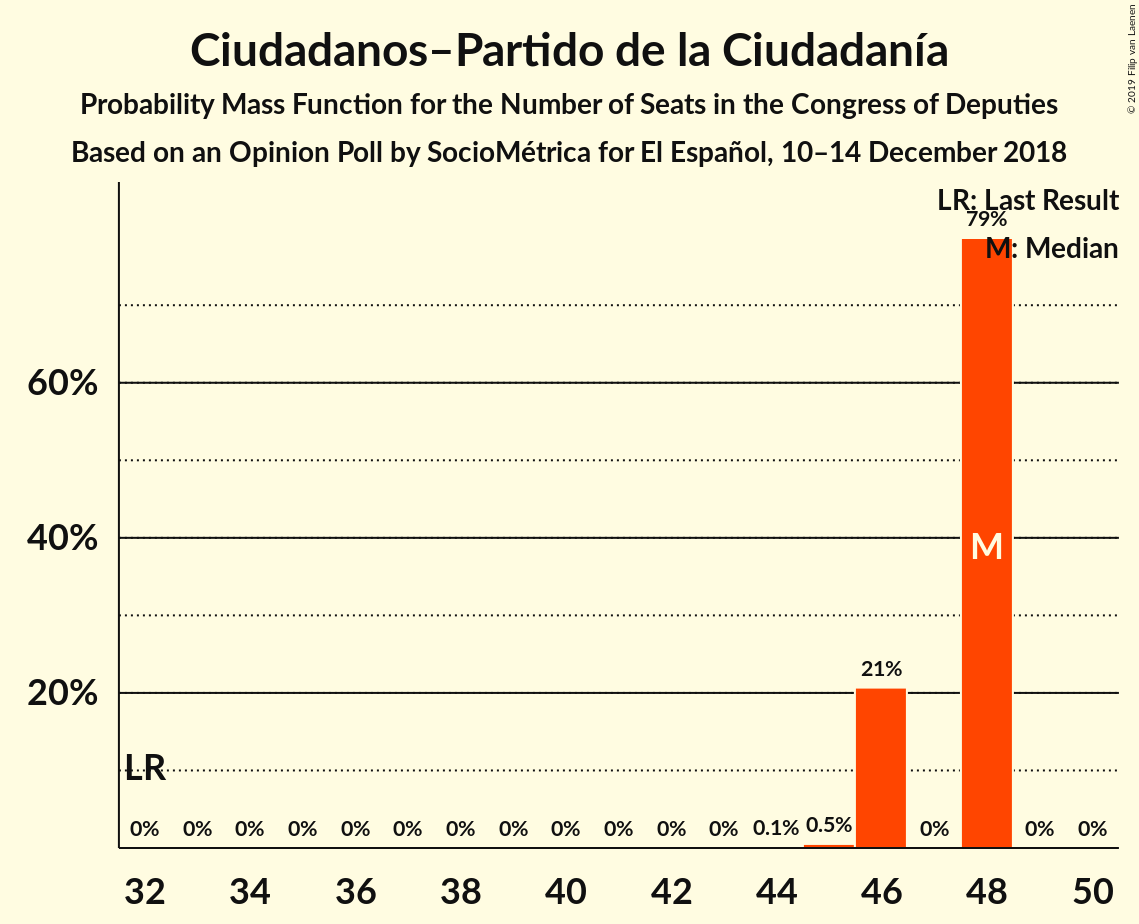 Ciudadanos–Partido de la Ciudadanía
Probability Mass Function for the Number of Seats in the Congress of Deputies
Based on an Opinion Poll by SocioMétrica for El Español, 10–14 December 2018
© 2019 Filip van Laenen
LR: Last Result
M: Median
79%
60%
40%
M
21%
20%
LR
0% 0% 0% 0% 0% 0% 0% 0% 0% 0% 0% 0% 0.1% 0.5% 0% 0% 0%
32 34 36 38 40 42 44 46 48 50